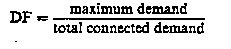 DF = maximum demand / total connected demand